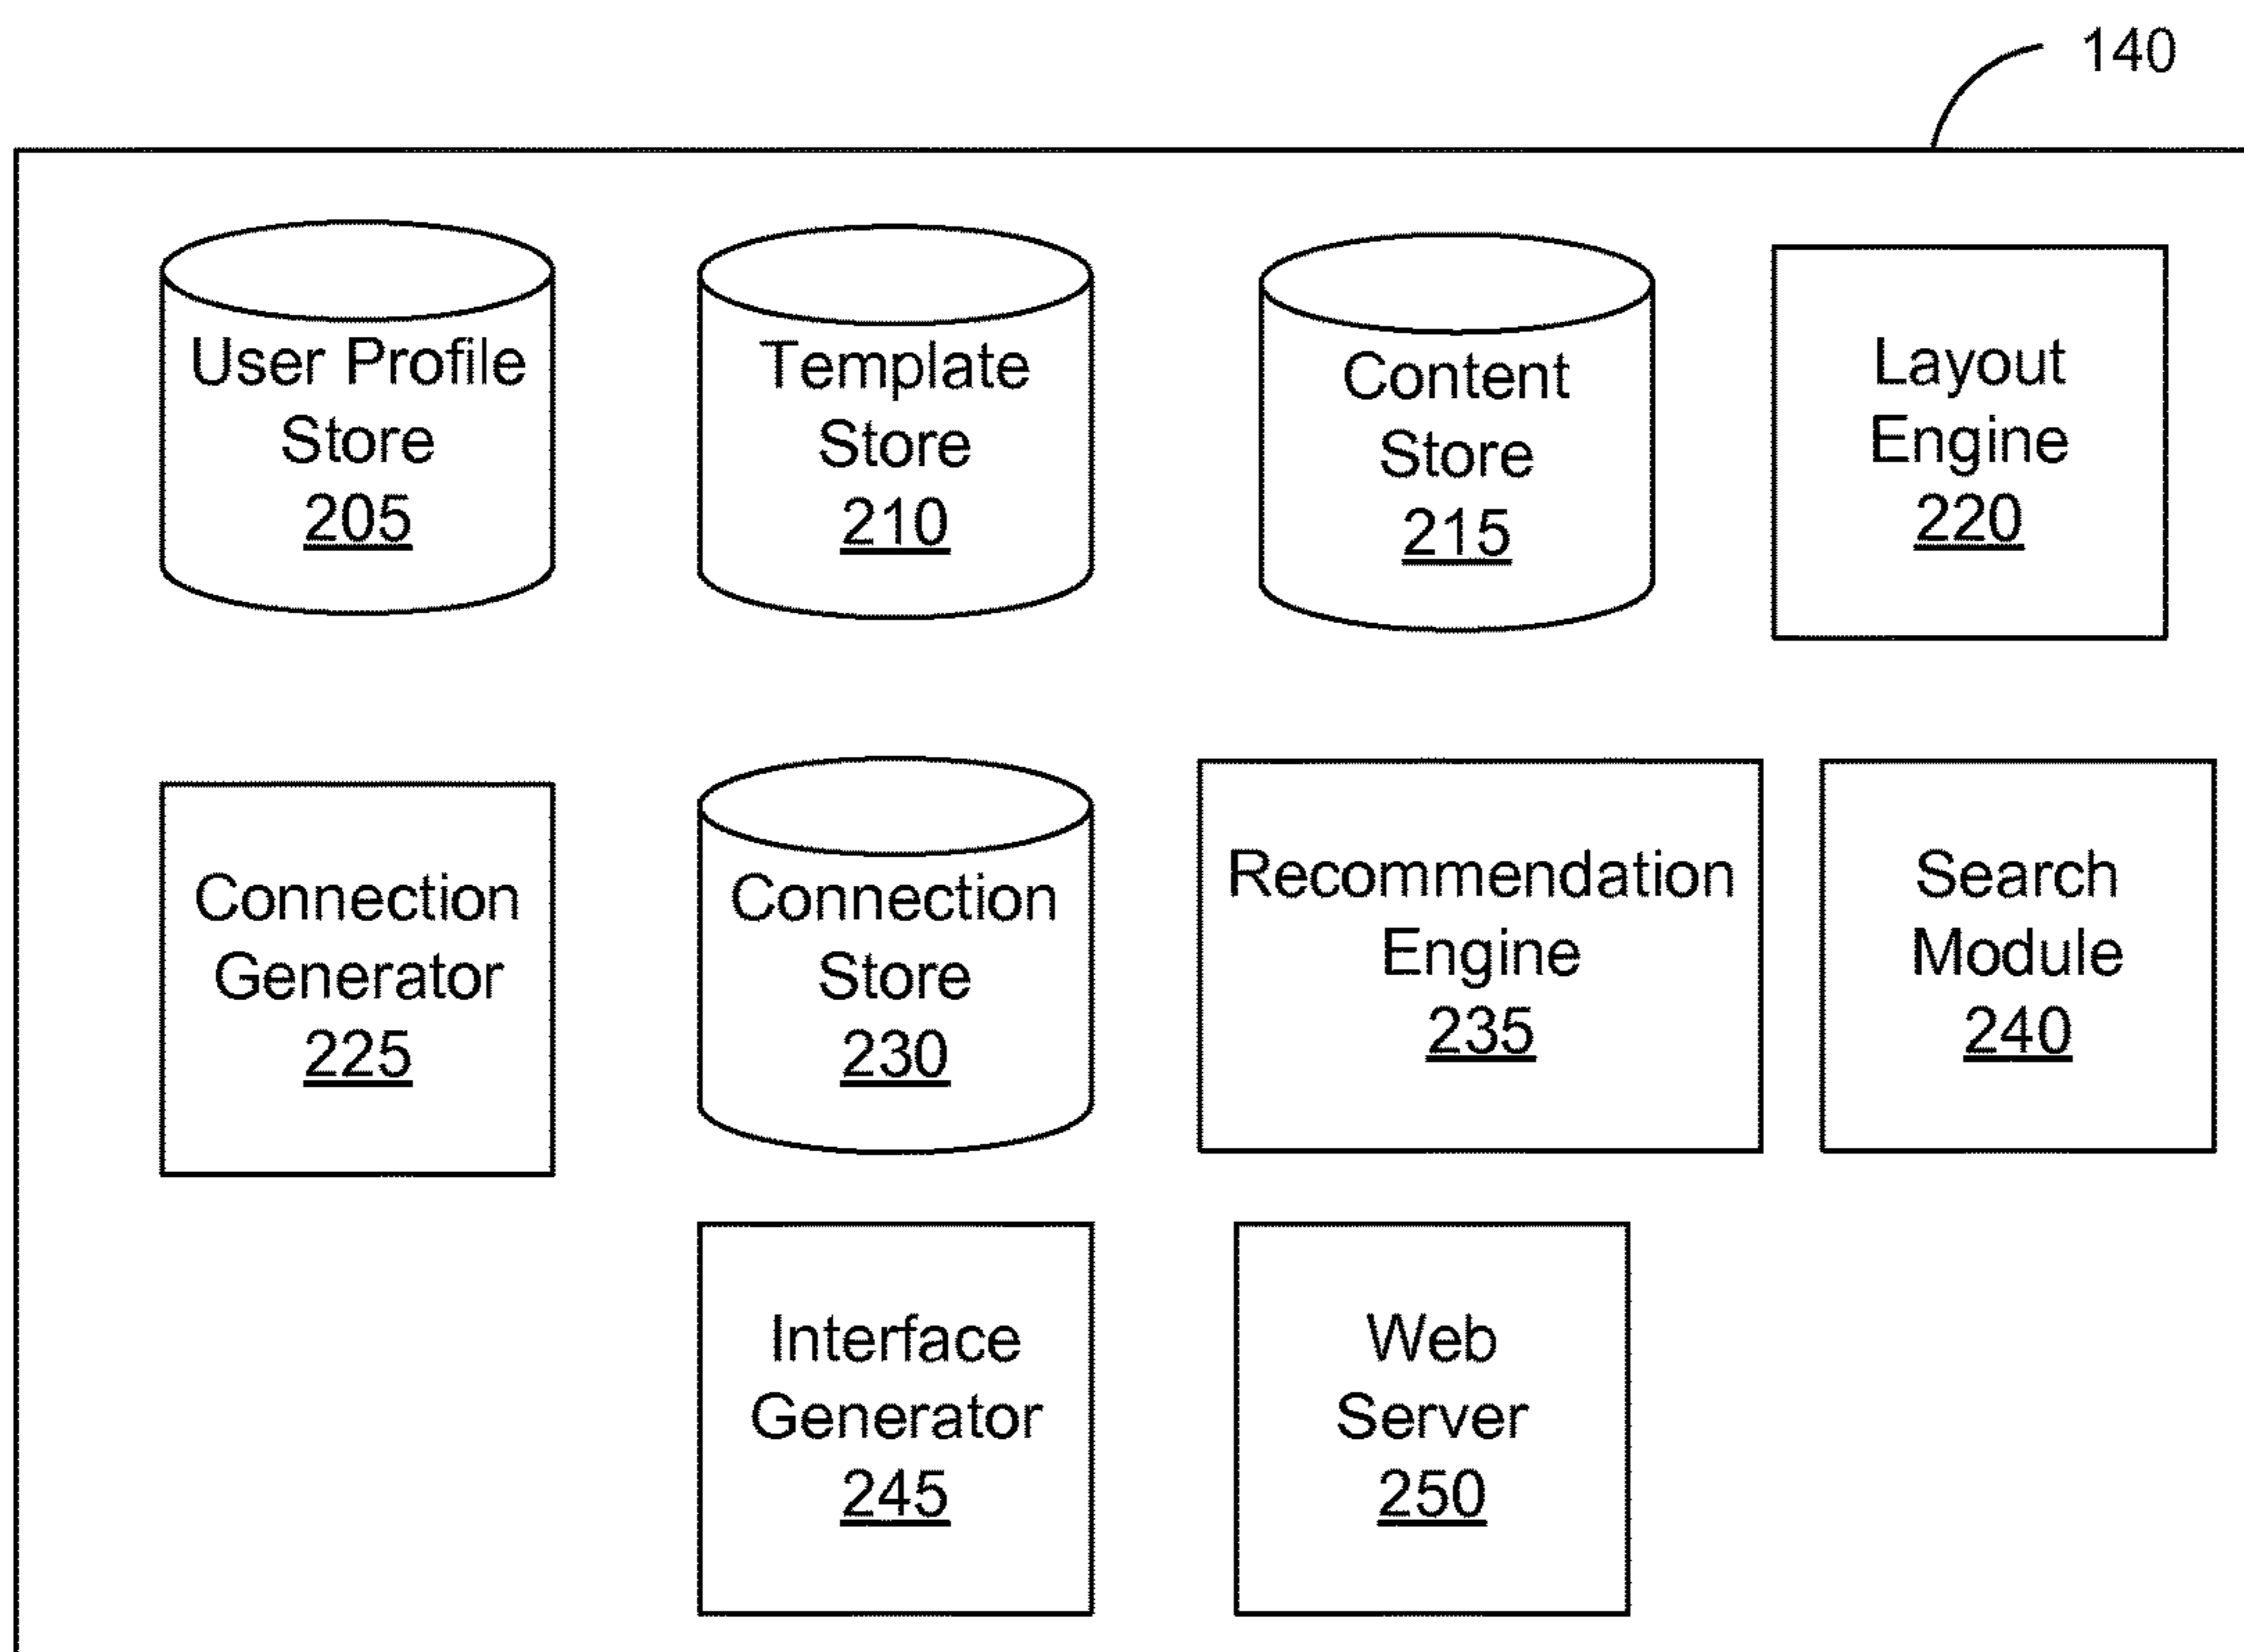 140
User Profile
Store
205
Template
Store
210
Content
Store
215
Layout
Engine
220
Connection
Generator
225
Connection
Store
230
Recommendation
Engine
235
Search
Module
240
Interface
Generator
245
Web
Server
250